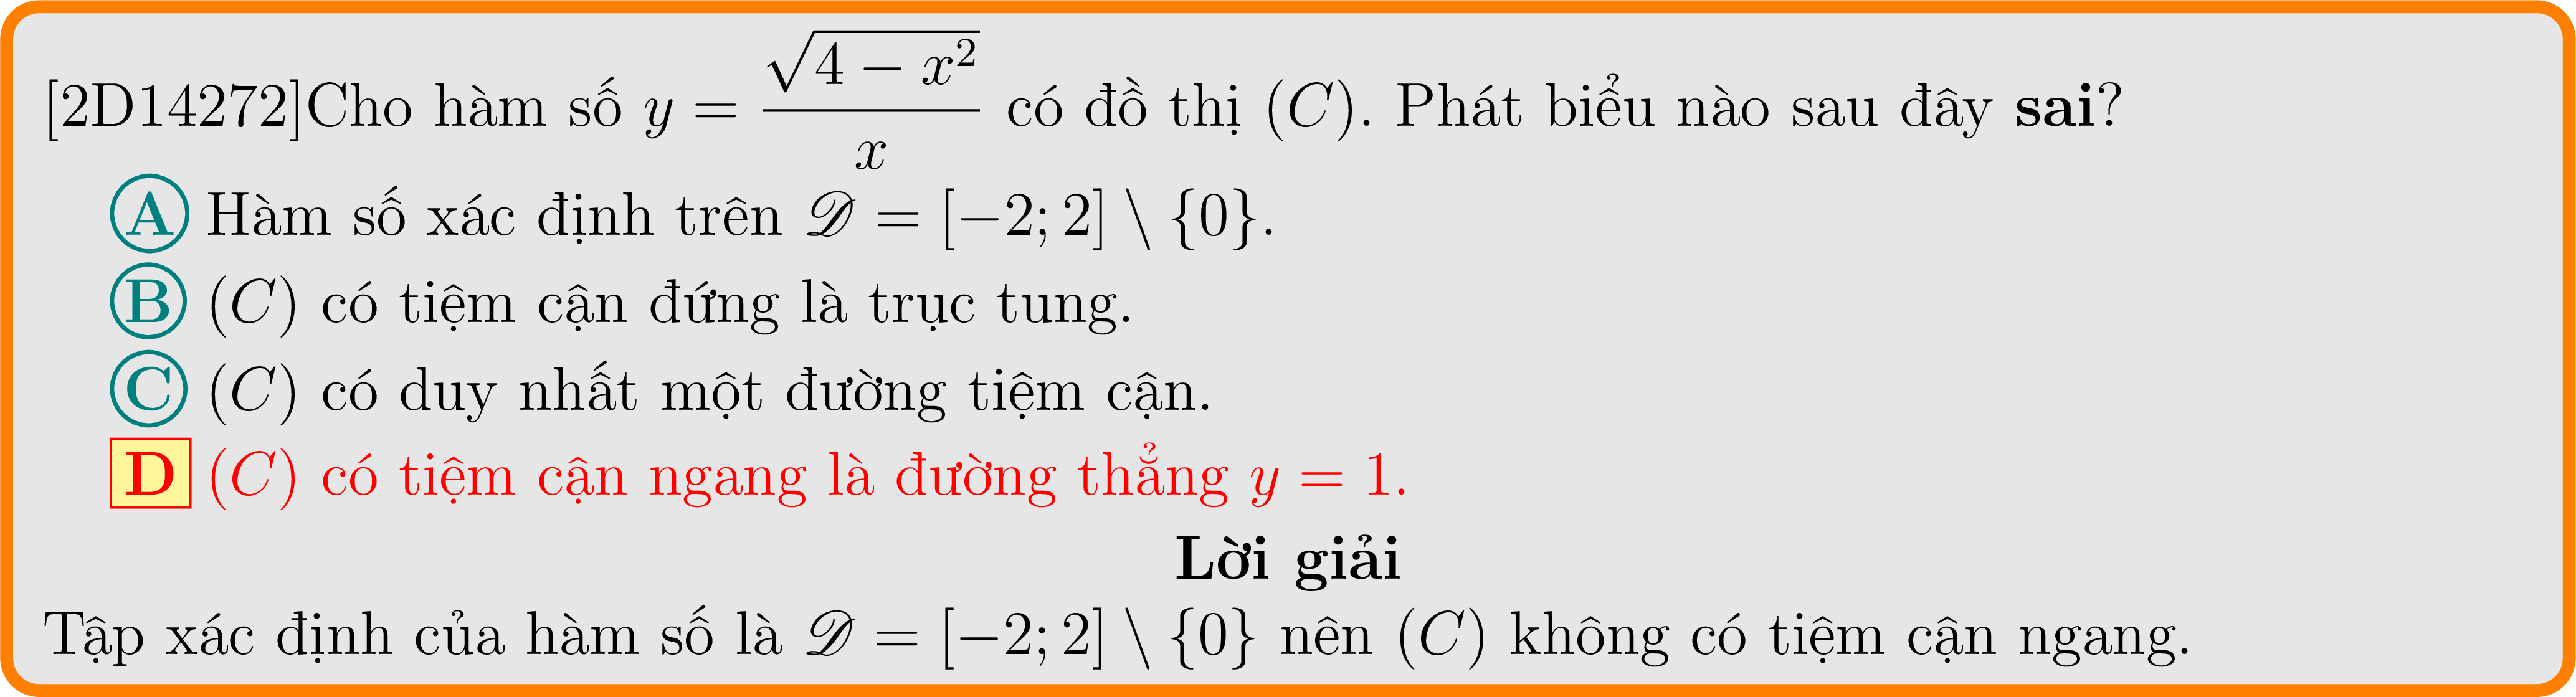 [2D14272]Cho hàm số $y = \dfrac{\sqrt{4 - x^2}}{x}$ có đồ thị $(C)$. Phát biểu nào sau đây **sai**?
A Hàm số xác định trên $\mathscr{D} = [-2; 2] \setminus \{0\}$.
B $(C)$ có tiệm cận đứng là trục tung.
C $(C)$ có duy nhất một đường tiệm cận.
D $(C)$ có tiệm cận ngang là đường thẳng $y = 1$.
Lời giải
Tập xác định của hàm số là $\mathscr{D} = [-2; 2] \setminus \{0\}$ nên $(C)$ không có tiệm cận ngang.